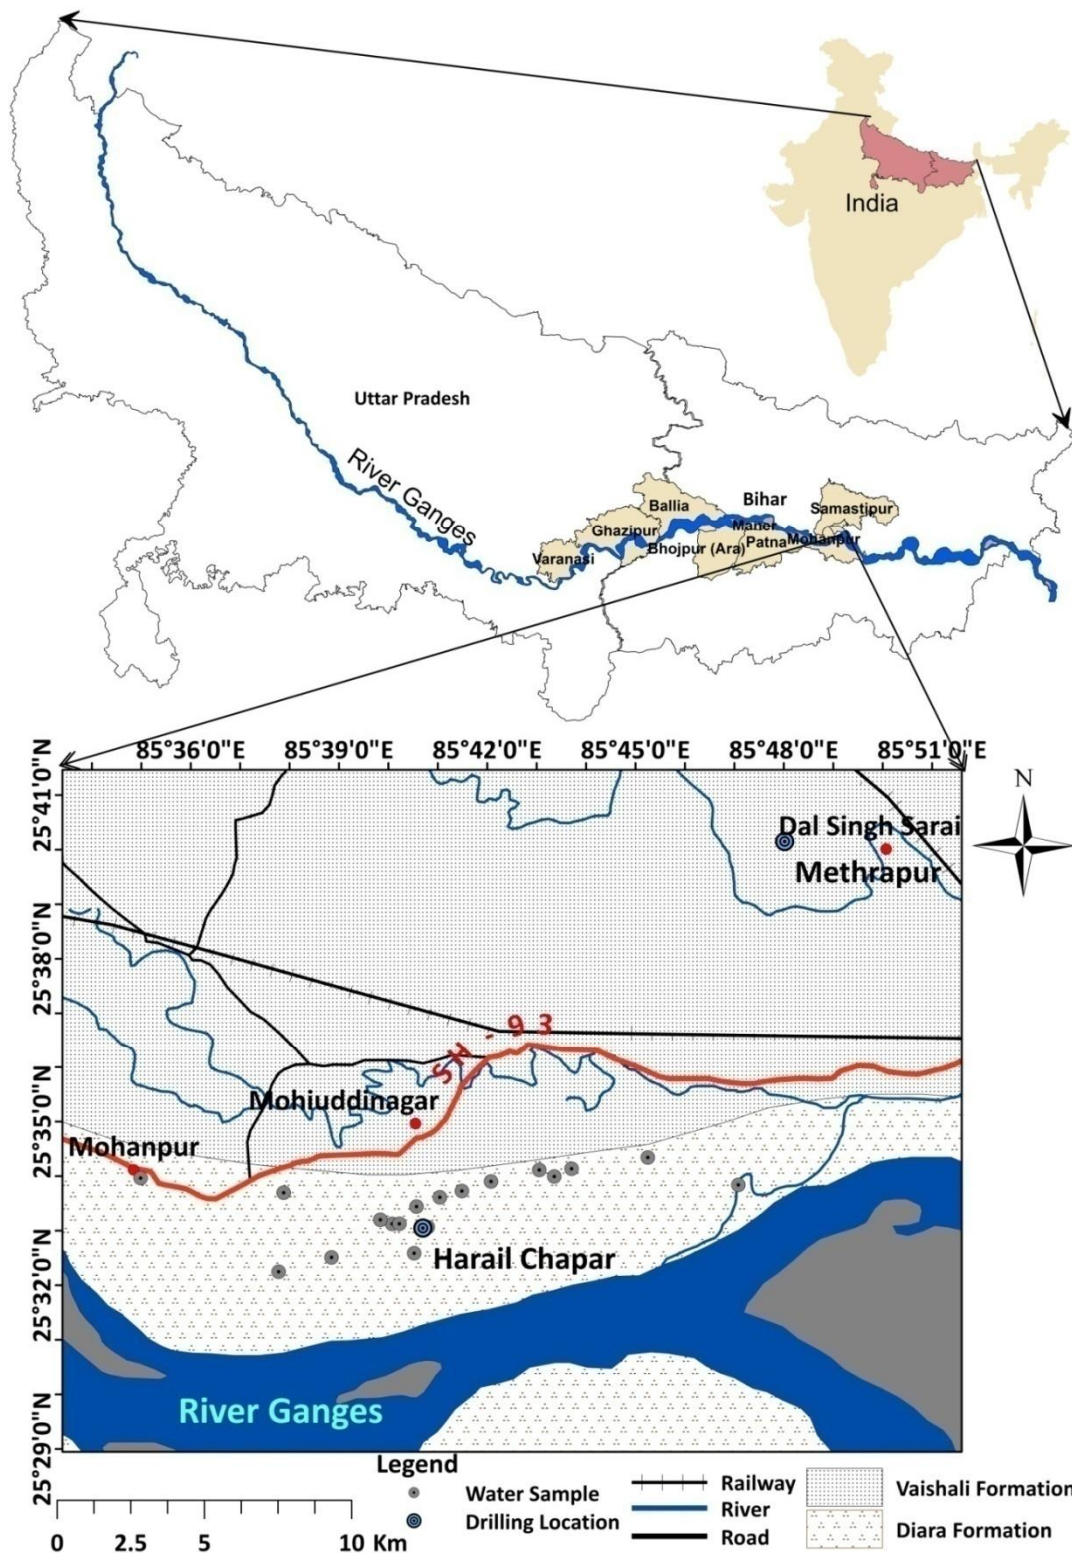 India
Uttar Pradesh
River Ganges
Ballia
Bihar
Samastipur
Ghazipur
Maner
Varanasi
Bhojpur (Ara)
Patna
Mohanpur
85°36'0"E 85°39'0"E 85°42'0"E 85°45'0"E 85°48'0"E 85°51'0"E
25°41'0"N
25°38'0"N
25°35'0"N
25°32'0"N
25°29'0"N
N
Dal Singh Sarai
Methrapur
SH - 93
Mohiuddinagar
Mohanpur
Harail Chapar
River Ganges
Legend
Water Sample
Drilling Location
Railway
River
Road
Vaishali Formation
Diara Formation
0 2.5 5 10 Km